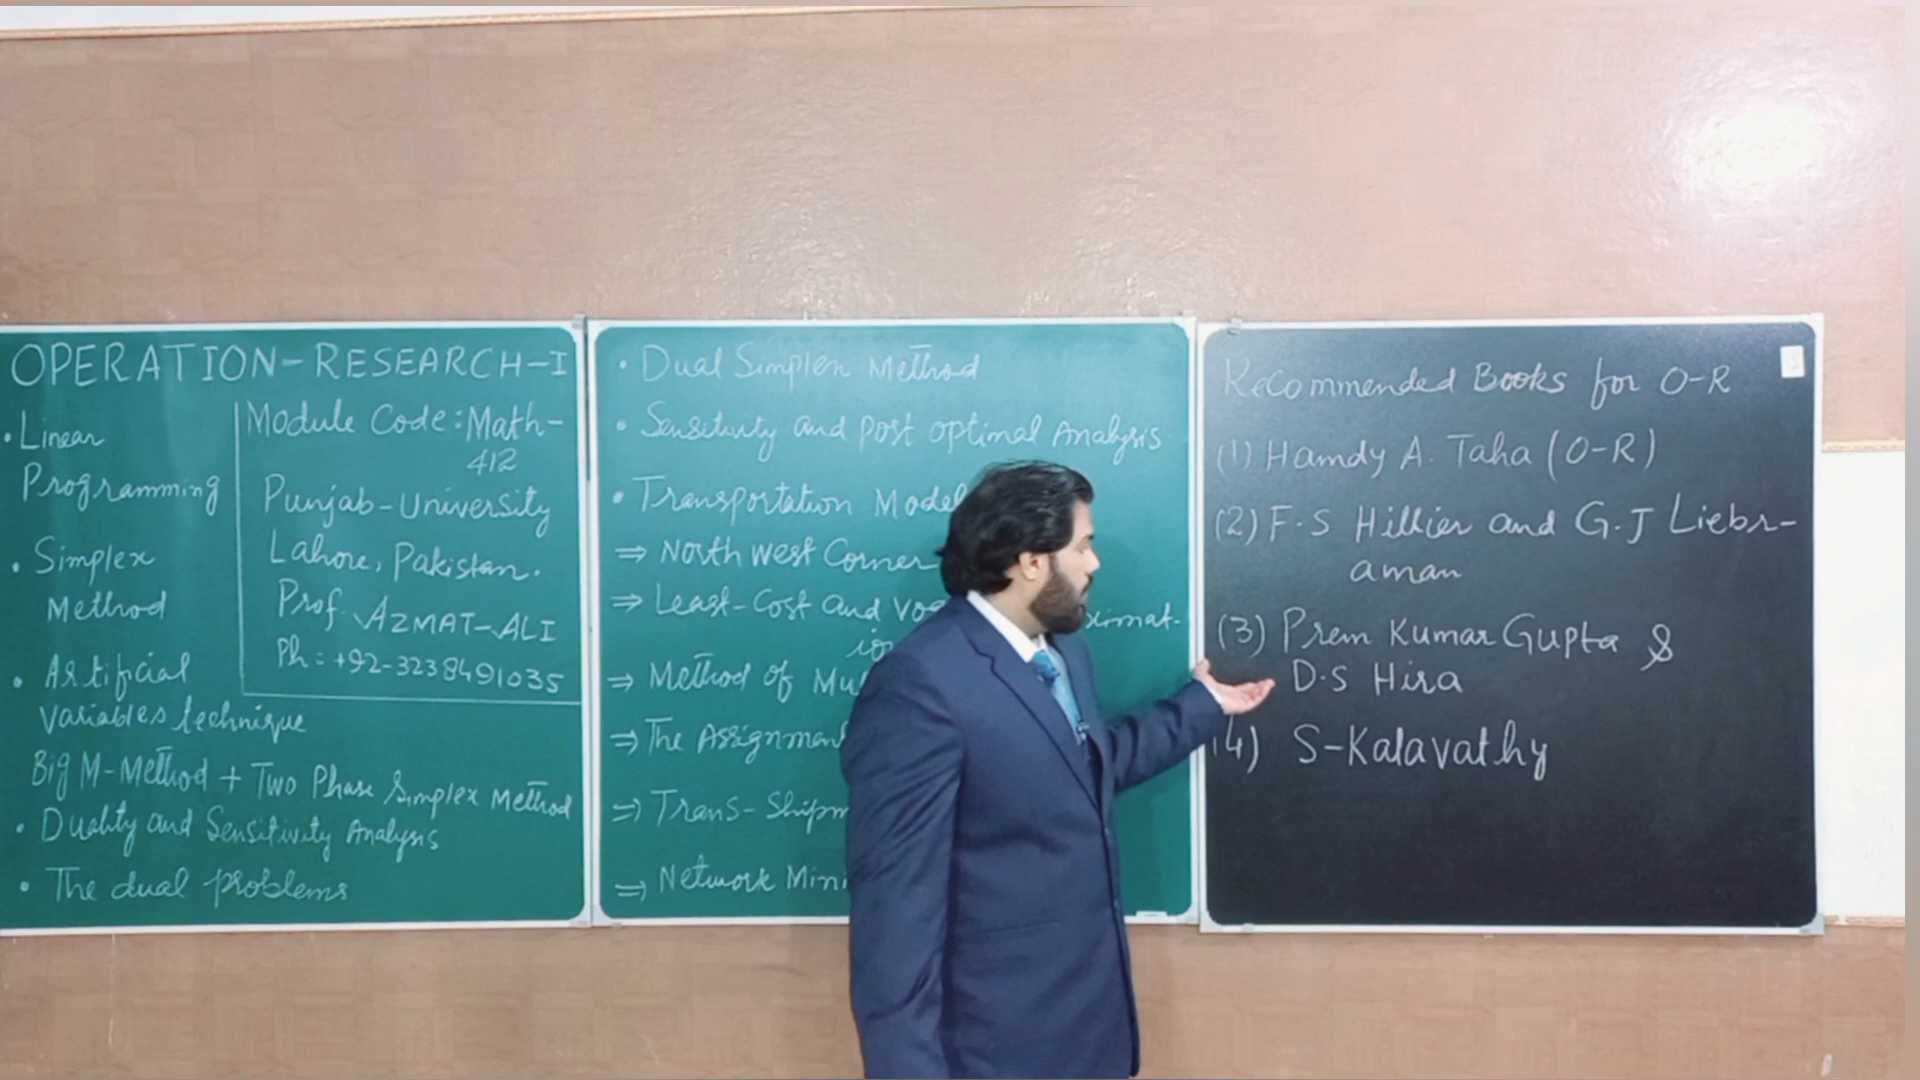 OPERATION-RESEARCH-I
• Linear
Programming
• Simplex
Method
• Artificial
Variables technique
Big M-Method + Two Phase Simplex Method
• Duality and Sensitivity Analysis
• The dual problems
Module Code: Math-
412
Punjab-University
Lahore, Pakistan.
Prof. AZMAT-ALI
Ph: +92-3238491035
• Dual Simplex Method
• Sensitivity and post optimal Analysis
• Transportation Model
⇒ North west Corner
⇒ Least-Cost and
⇒ Method of
⇒ The Assignment
⇒ Trans-
⇒ Network
Recommended Books for O-R
(1) Hamdy A. Taha (O-R)
(2) F.S Hillier and G.J Liebr-
aman
(3) Prem Kumar Gupta &
D.S Hira
(4) S-Kalavathy